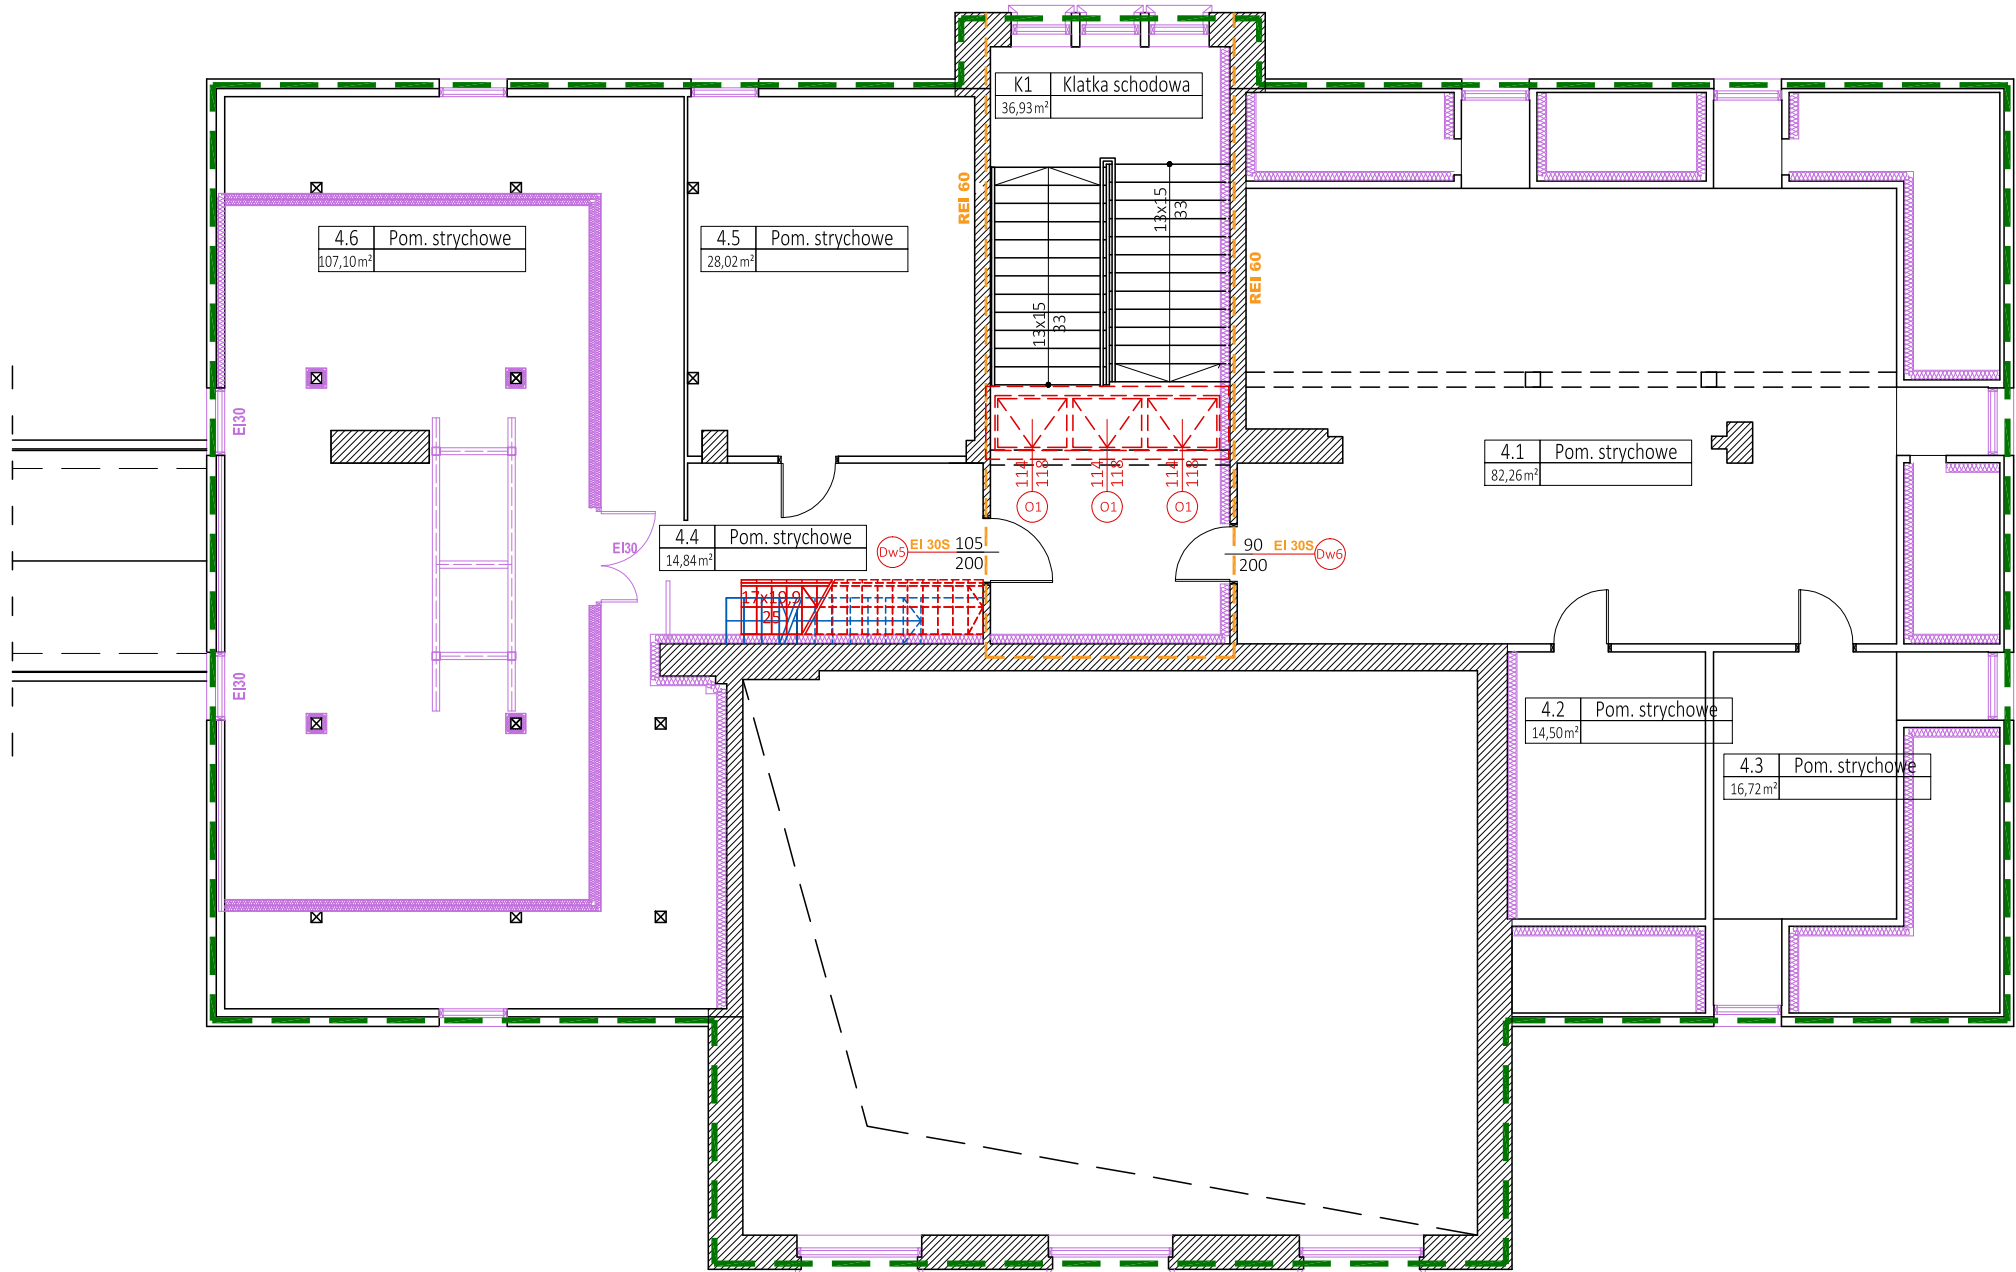 K1 Klatka schodowa
36,93m²
REI 60
13x15
33
13x15
33
REI 60
4.6 Pom. strychowe
107,10m²
4.5 Pom. strychowe
28,02m²
EI30
4.1 Pom. strychowe
82,26m²
114
118
114
118
114
118
O1
O1
O1
4.4 Pom. strychowe
14,84m²
EI30
Dw5
EI 30S
105
200
90
200
EI 30S
Dw6
17x19,9
25
EI30
4.2 Pom. strychowe
14,50m²
4.3 Pom. strychowe
16,72m²